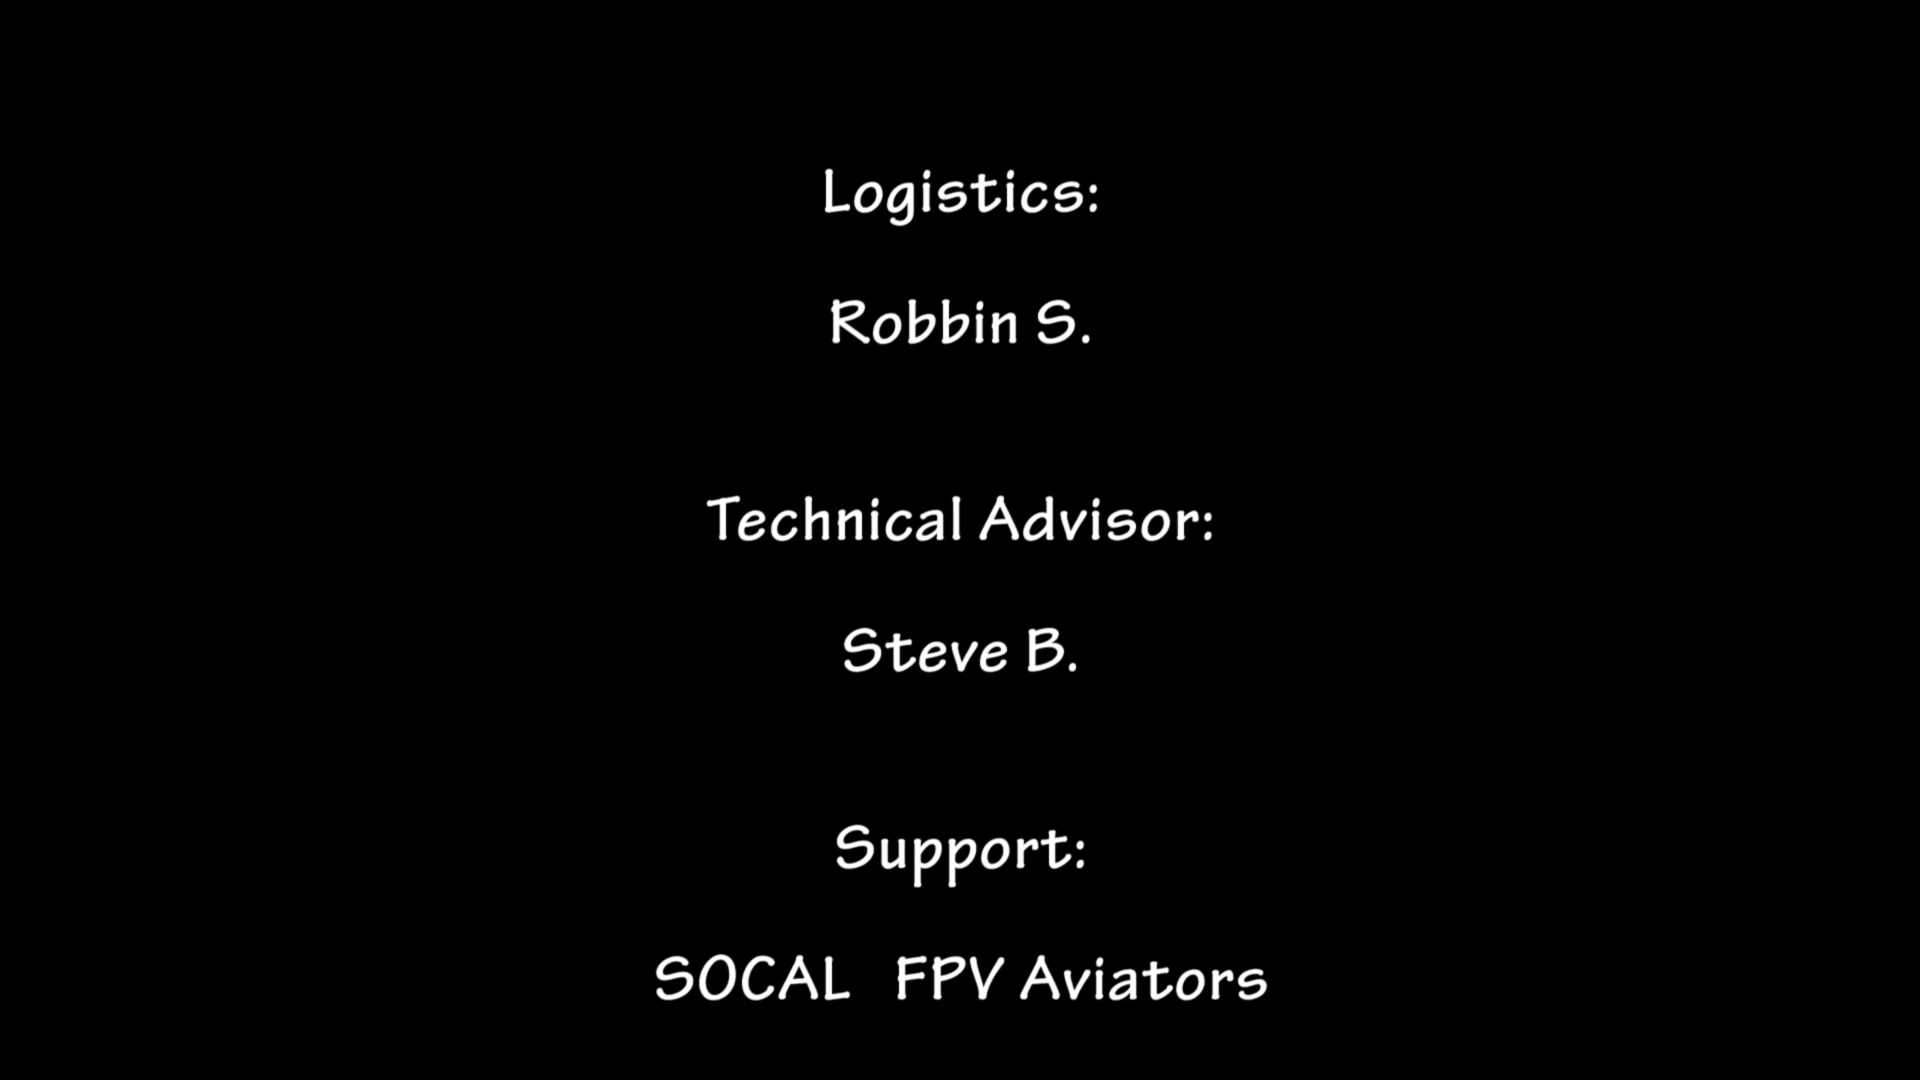 Logistics:
Robbin S.
Technical Advisor:
Steve B.
Support:
SOCAL FPV Aviators